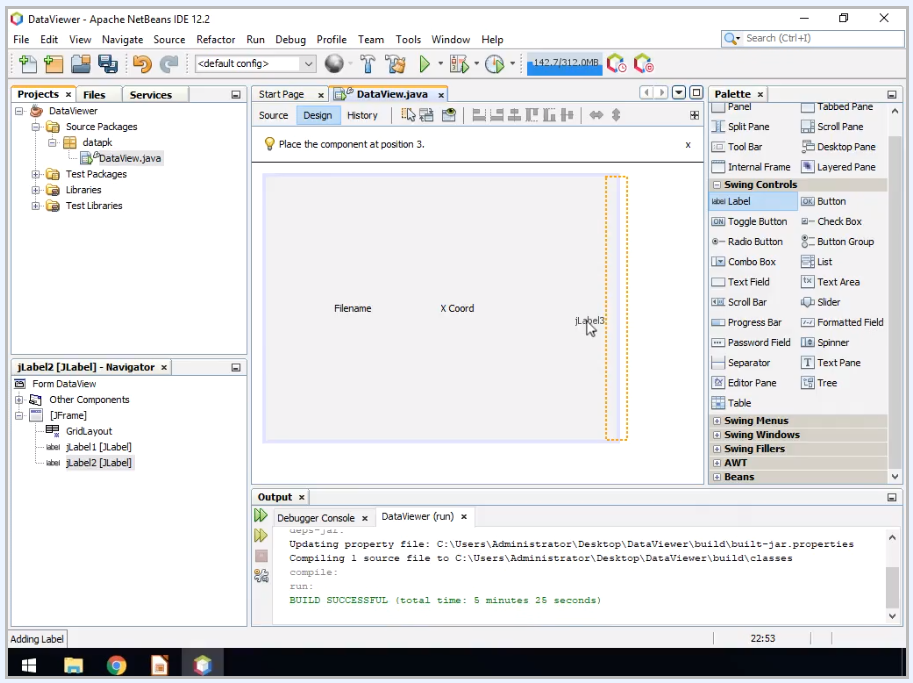 DataViewer - Apache NetBeans IDE 12.2
File Edit View Navigate Source Refactor Run Debug Profile Team Tools Window Help
Search (Ctrl+I)
<default config>
142.7/312.0MB
Projects Files Services
DataViewer
Source Packages
datapk
DataView.java
Test Packages
Libraries
Test Libraries
jLabel2 [JLabel] - Navigator
Form DataView
Other Components
[JFrame]
GridLayout
label jLabel1 [JLabel]
label jLabel2 [JLabel]
Start Page DataView.java
Source Design History
Place the component at position 3.
Filename X Coord
jLabel3
Palette
Panel Tabbed Pane
Split Pane Scroll Pane
Tool Bar Desktop Pane
Internal Frame Layered Pane
Swing Controls
label Label OK Button
ON Toggle Button Check Box
Radio Button Button Group
Combo Box List
Text Field Text Area
Scroll Bar Slider
Progress Bar Formatted Field
Password Field Spinner
Separator Text Pane
Editor Pane Tree
Table
Swing Menus
Swing Windows
Swing Fillers
AWT
Beans
Output
Debugger Console DataViewer (run)
deps-jar:
Updating property file: C:\Users\Administrator\Desktop\DataViewer\build\built-jar.properties
Compiling 1 source file to C:\Users\Administrator\Desktop\DataViewer\build\classes
compile:
run:
BUILD SUCCESSFUL (total time: 5 minutes 25 seconds)
Adding Label
22:53